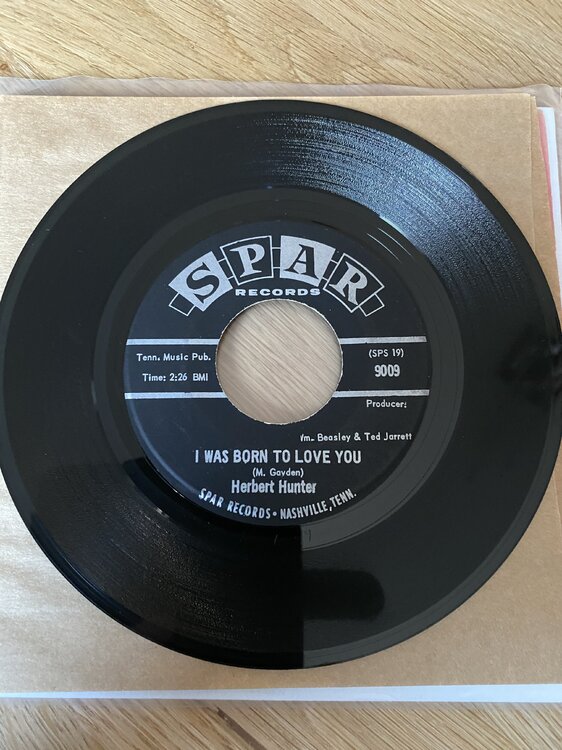 SPAR
RECORDS
Tenn. Music Pub.
Time: 2:26 BMI
(SPS 19)
9009
Producer:
m. Beasley & Ted Jarrett
I WAS BORN TO LOVE YOU
(M. Gayden)
Herbert Hunter
SPAR RECORDS • NASHVILLE, TENN.